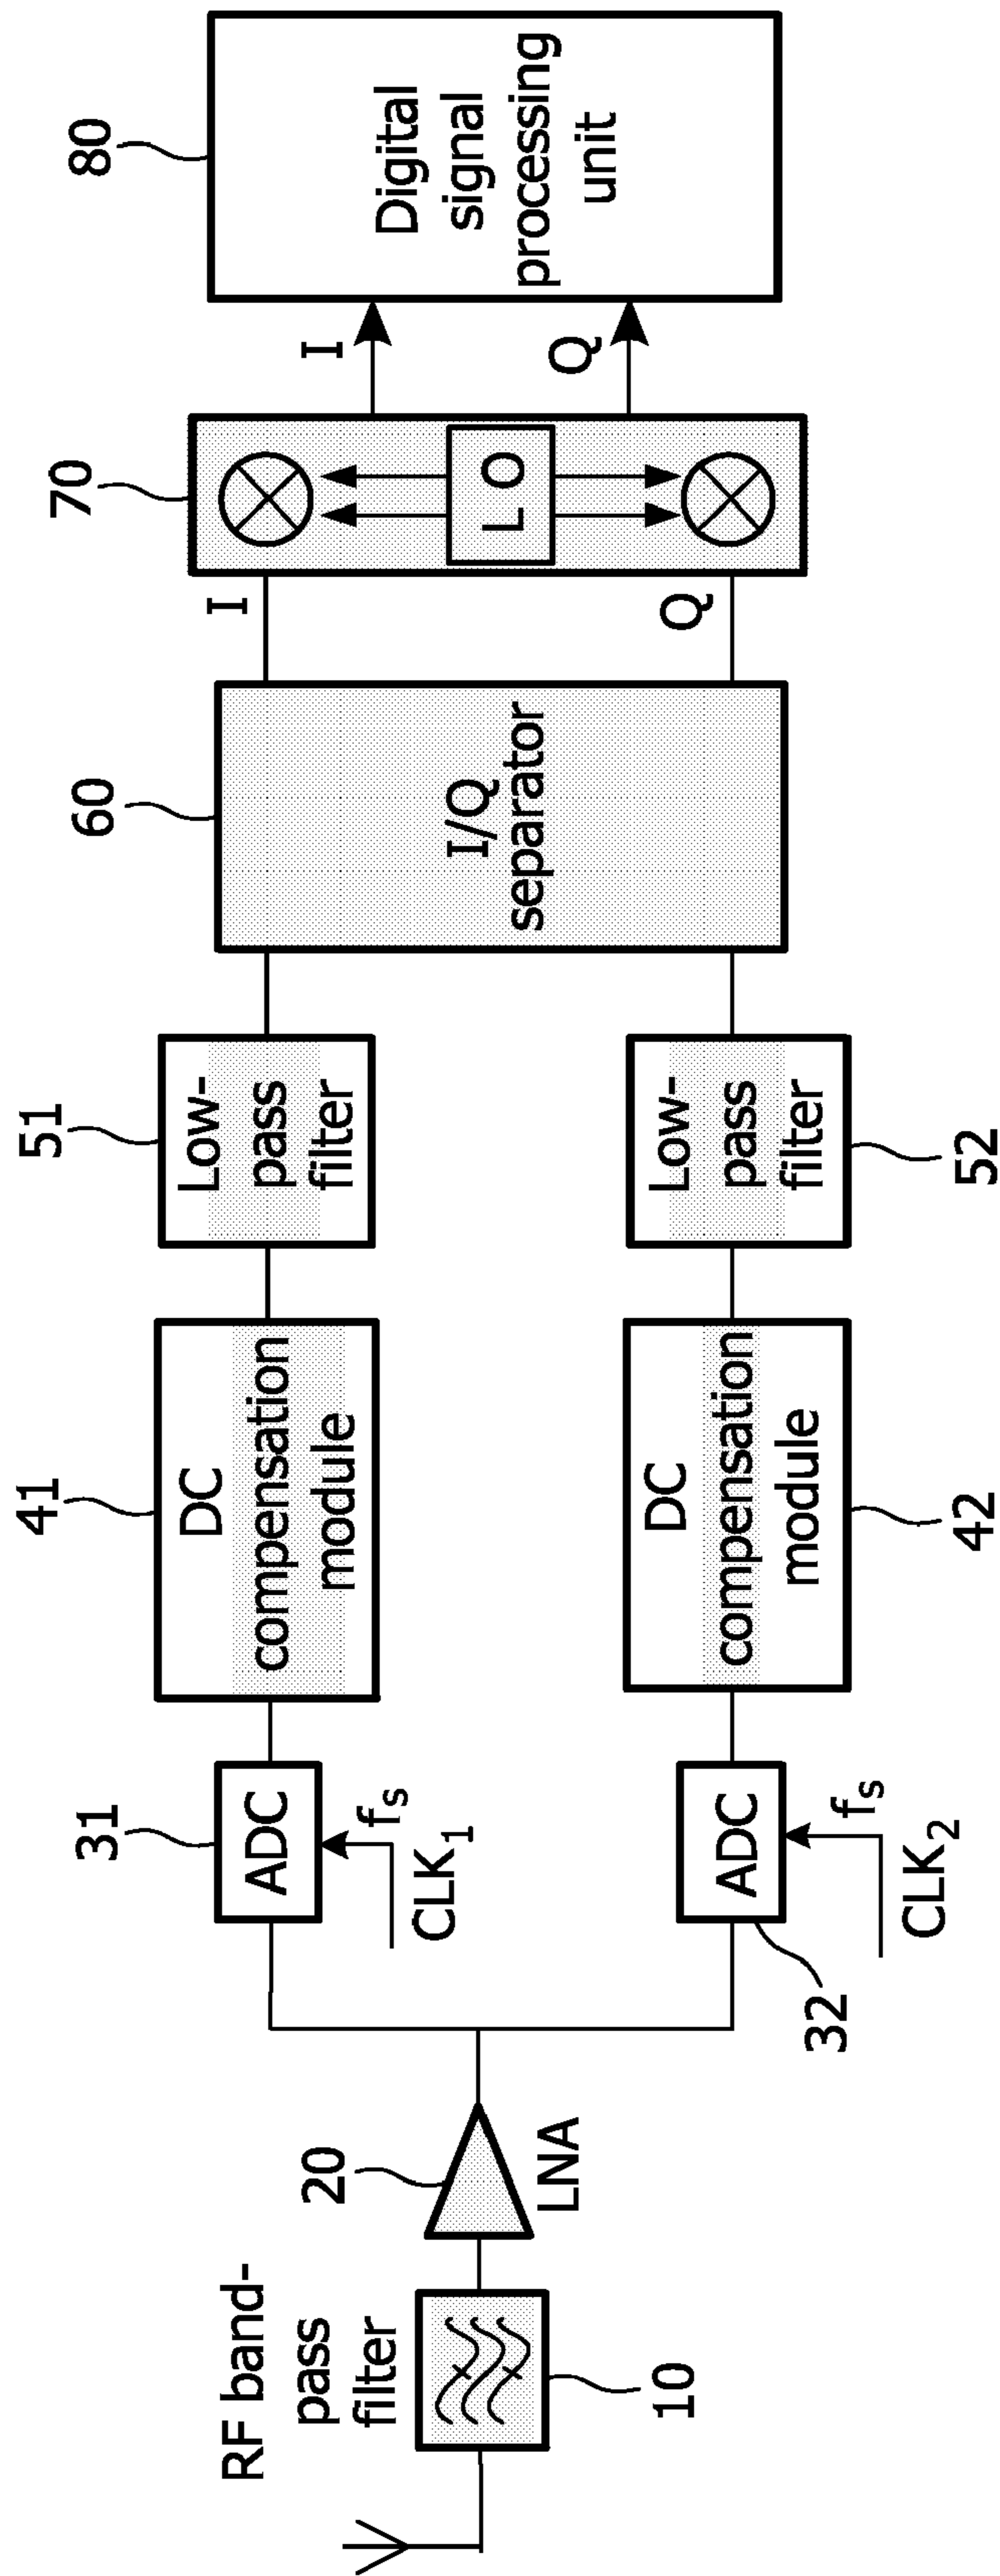 RF band-
pass
filter
10
20
LNA
31
ADC
fs
CLK1
32
ADC
fs
CLK2
41
DC
compensation
module
42
DC
compensation
module
51
Low-
pass
filter
52
Low-
pass
filter
60
I/Q
separator
I
Q
70
L O
I
Q
80
Digital
signal
processing
unit